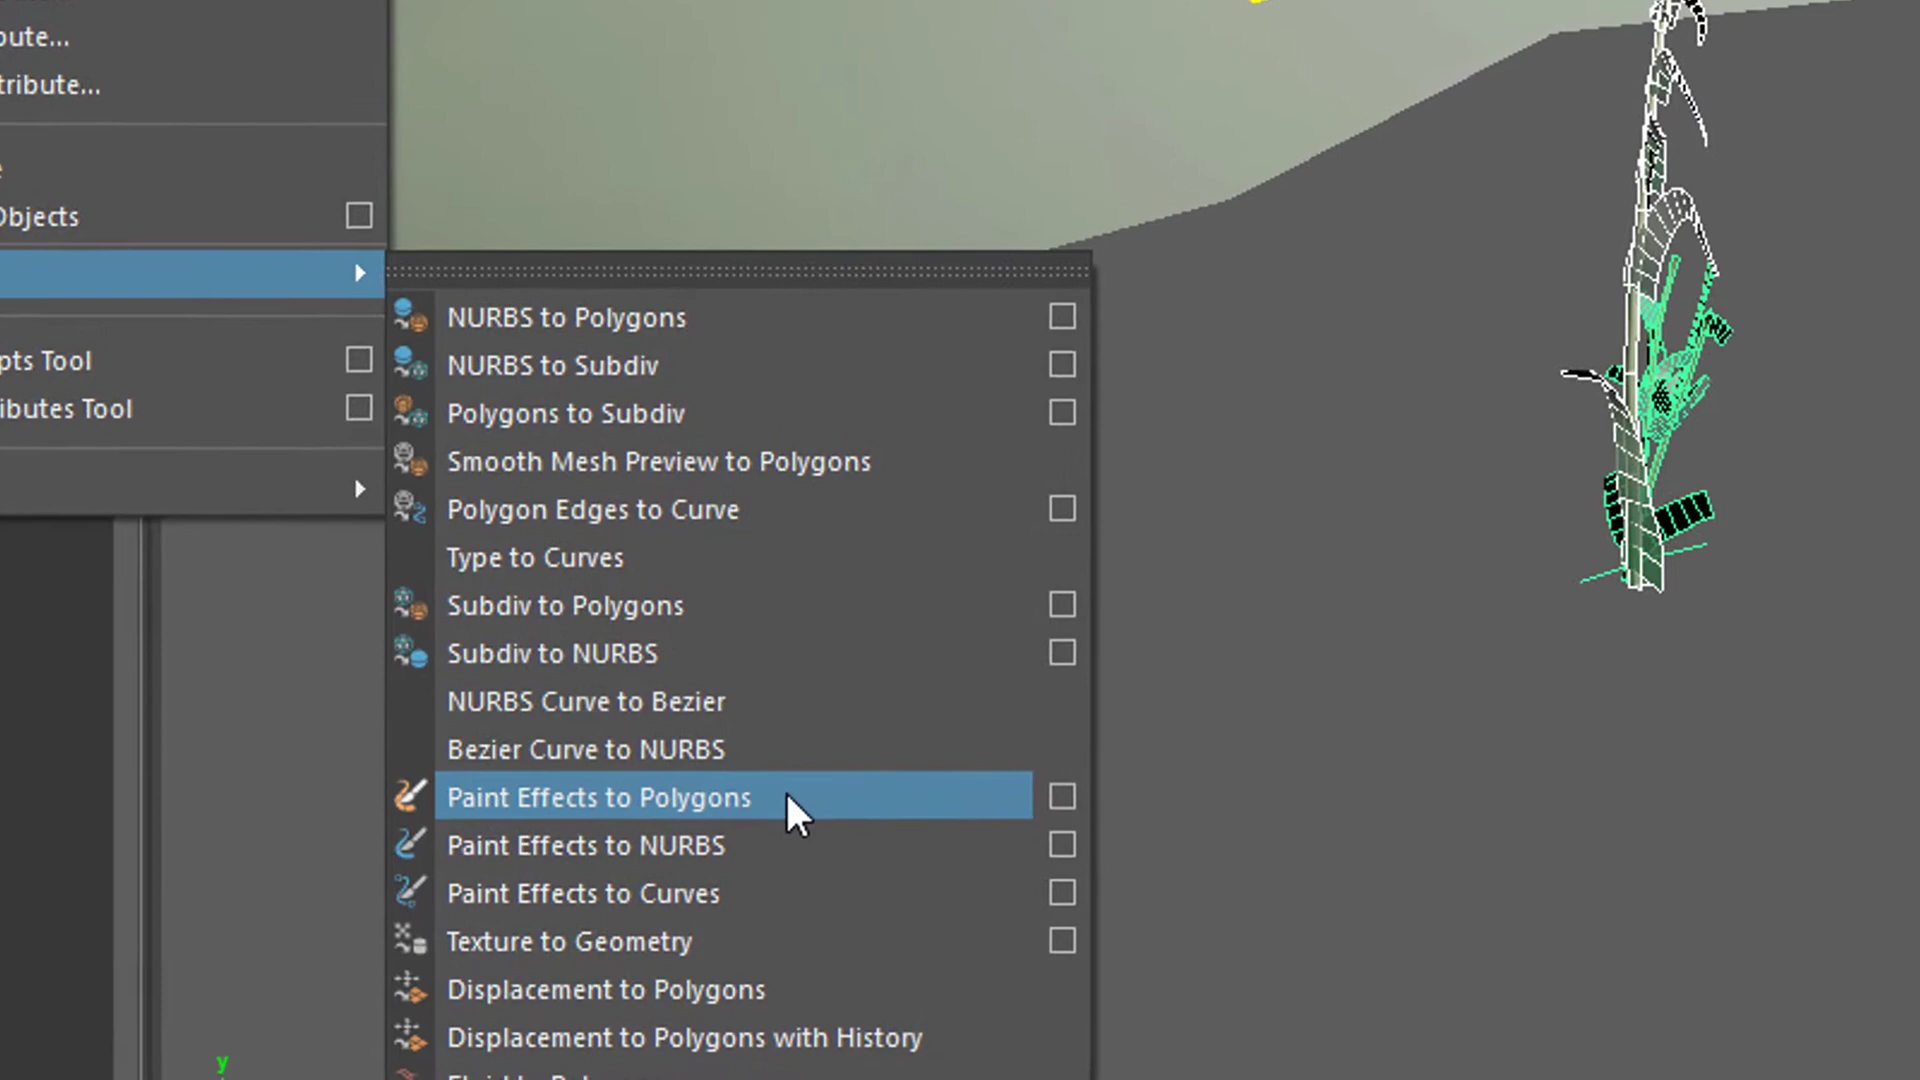 bute...
tribute...
Objects
pts Tool
ibutes Tool
NURBS to Polygons
NURBS to Subdiv
Polygons to Subdiv
Smooth Mesh Preview to Polygons
Polygon Edges to Curve
Type to Curves
Subdiv to Polygons
Subdiv to NURBS
NURBS Curve to Bezier
Bezier Curve to NURBS
Paint Effects to Polygons
Paint Effects to NURBS
Paint Effects to Curves
Texture to Geometry
Displacement to Polygons
Displacement to Polygons with History
y